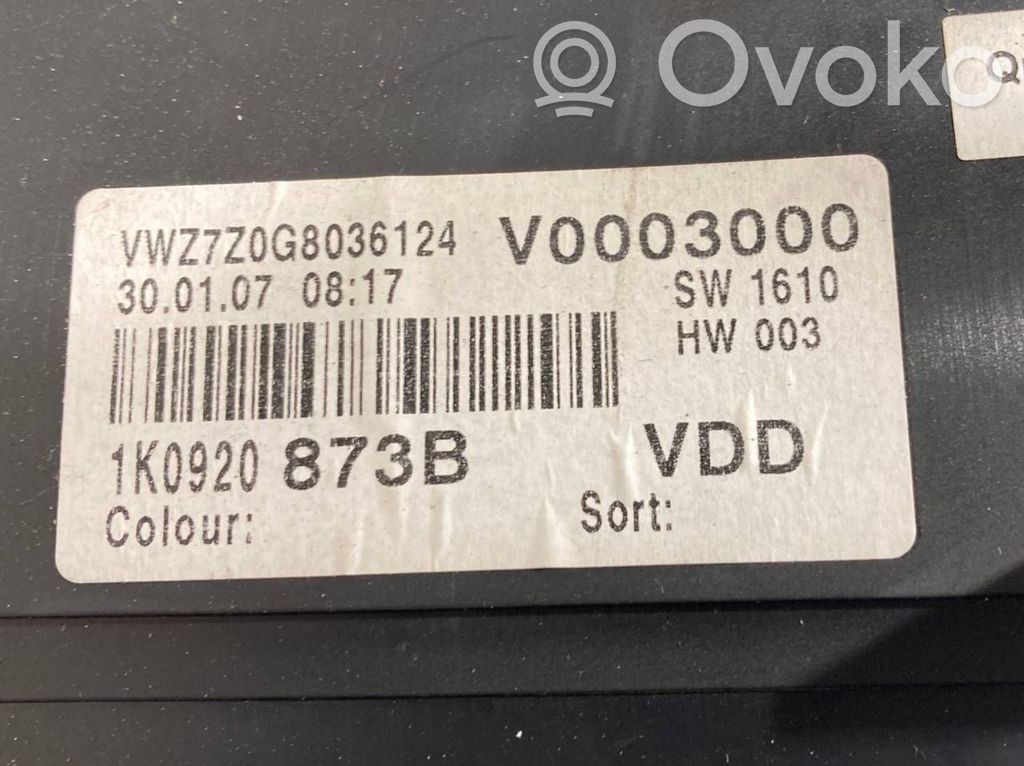 Ovoko
VWZ7Z0G8036124 V0003000
30.01.07 08:17 SW 1610
HW 003
1K0920 873B VDD
Colour: Sort: